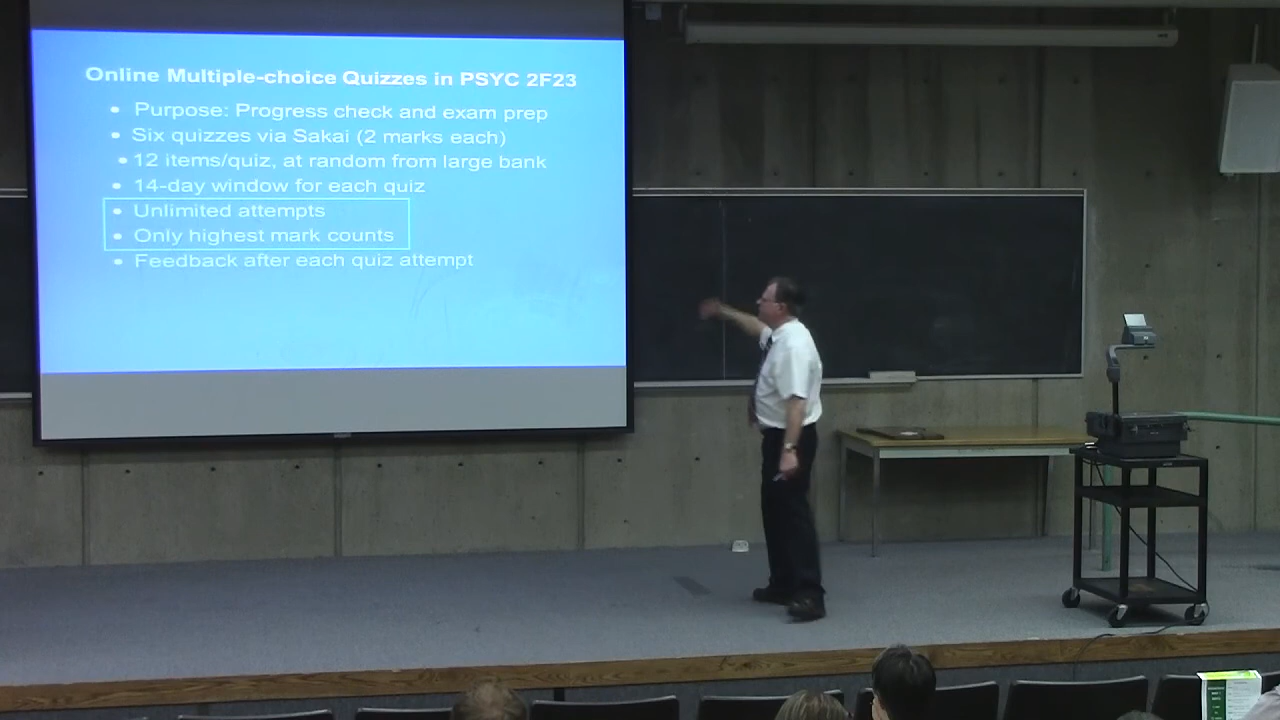 Online Multiple-choice Quizzes in PSYC 2F23
• Purpose: Progress check and exam prep
• Six quizzes via Sakai (2 marks each)
• 12 items/quiz, at random from large bank
• 14-day window for each quiz
• Unlimited attempts
• Only highest mark counts
• Feedback after each quiz attempt